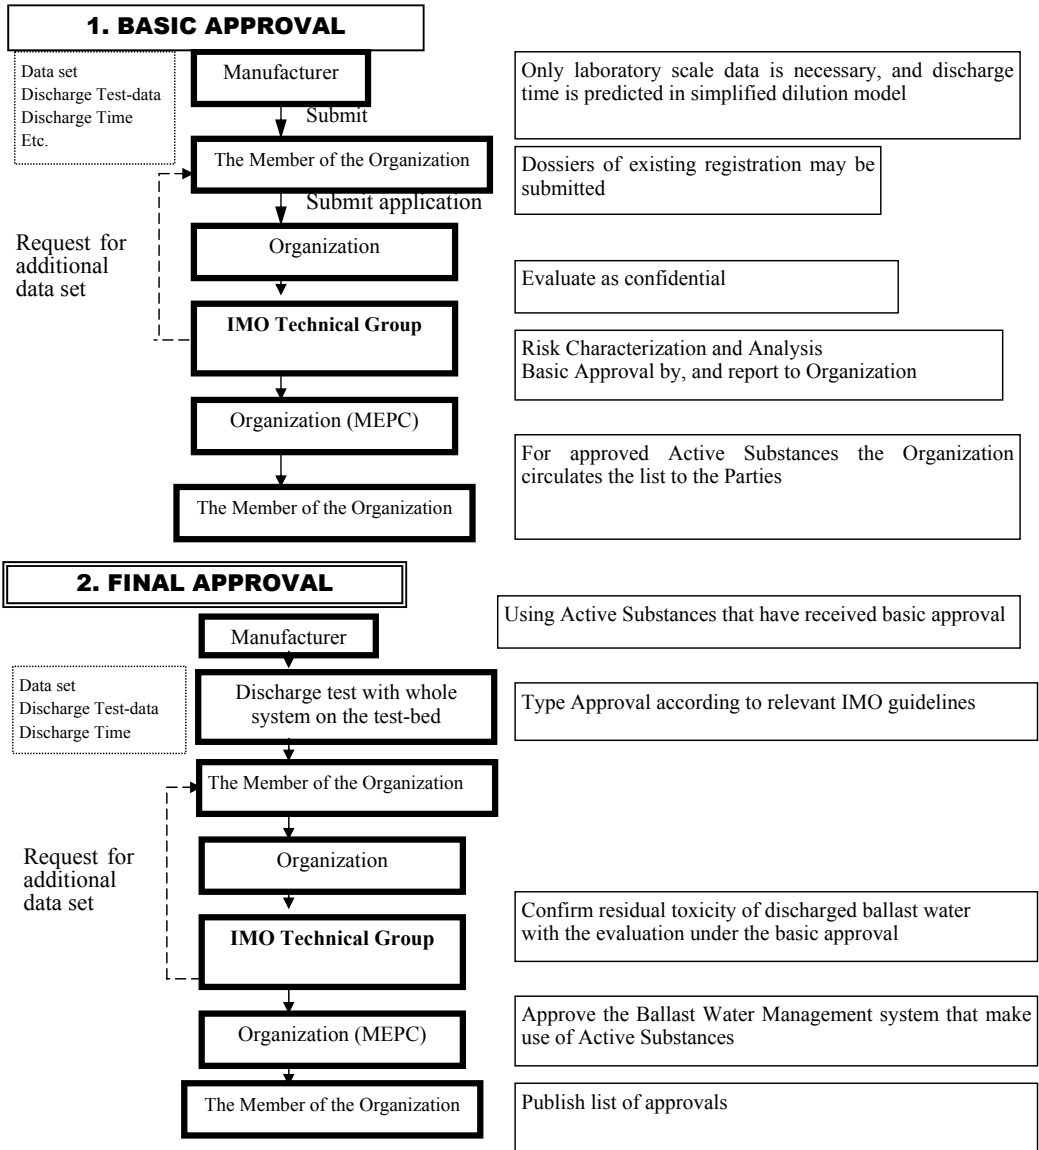 1. BASIC APPROVAL
Data set
Discharge Test-data
Discharge Time
Etc.
Manufacturer
Submit
Only laboratory scale data is necessary, and discharge
time is predicted in simplified dilution model
The Member of the Organization
Submit application
Dossiers of existing registration may be
submitted
Request for
additional
data set
Organization
Evaluate as confidential
IMO Technical Group
Risk Characterization and Analysis
Basic Approval by, and report to Organization
Organization (MEPC)
For approved Active Substances the Organization
circulates the list to the Parties
The Member of the Organization
2. FINAL APPROVAL
Manufacturer
Using Active Substances that have received basic approval
Data set
Discharge Test-data
Discharge Time
Discharge test with whole
system on the test-bed
Type Approval according to relevant IMO guidelines
The Member of the Organization
Request for
additional
data set
Organization
IMO Technical Group
Confirm residual toxicity of discharged ballast water
with the evaluation under the basic approval
Organization (MEPC)
Approve the Ballast Water Management system that make
use of Active Substances
The Member of the Organization
Publish list of approvals